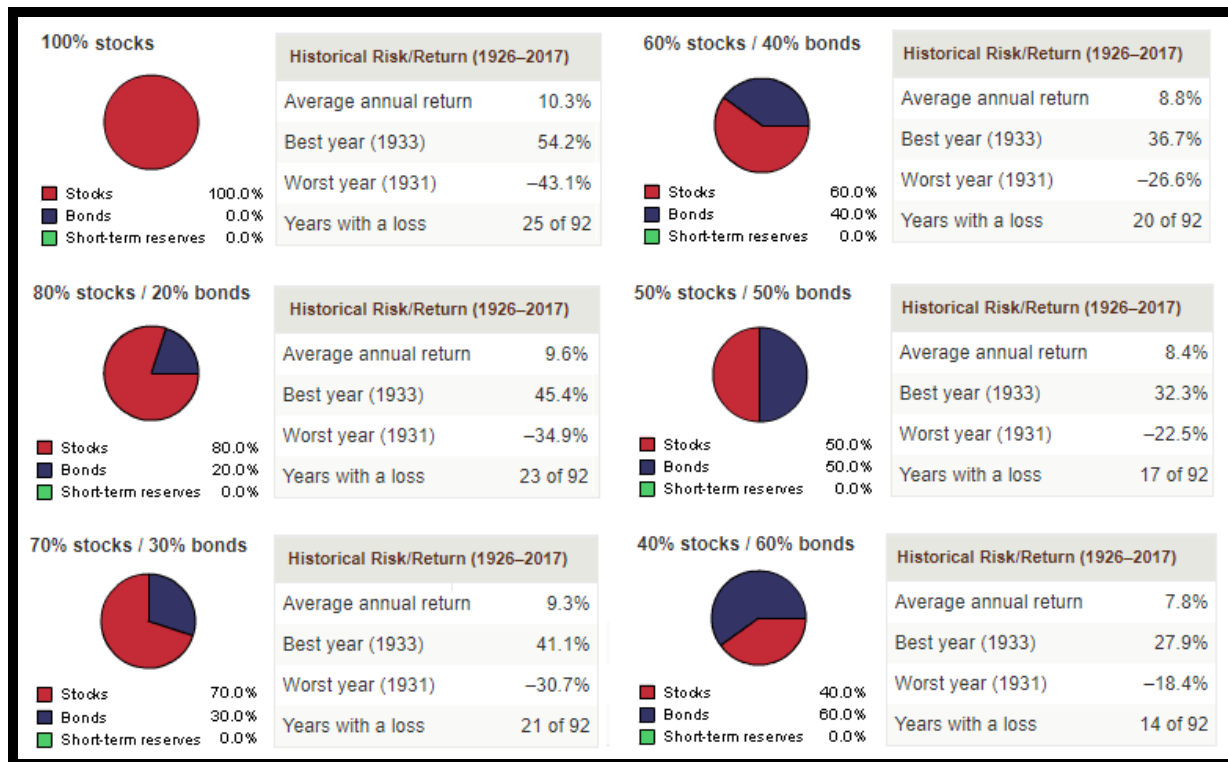 100% stocks
Historical Risk/Return (1926–2017)
Average annual return 10.3%
Best year (1933) 54.2%
Worst year (1931) –43.1%
Years with a loss 25 of 92
Stocks 100.0%
Bonds 0.0%
Short-term reserves 0.0%
60% stocks / 40% bonds
Historical Risk/Return (1926–2017)
Average annual return 8.8%
Best year (1933) 36.7%
Worst year (1931) –26.6%
Years with a loss 20 of 92
Stocks 60.0%
Bonds 40.0%
Short-term reserves 0.0%
80% stocks / 20% bonds
Historical Risk/Return (1926–2017)
Average annual return 9.6%
Best year (1933) 45.4%
Worst year (1931) –34.9%
Years with a loss 23 of 92
Stocks 80.0%
Bonds 20.0%
Short-term reserves 0.0%
50% stocks / 50% bonds
Historical Risk/Return (1926–2017)
Average annual return 8.4%
Best year (1933) 32.3%
Worst year (1931) –22.5%
Years with a loss 17 of 92
Stocks 50.0%
Bonds 50.0%
Short-term reserves 0.0%
70% stocks / 30% bonds
Historical Risk/Return (1926–2017)
Average annual return 9.3%
Best year (1933) 41.1%
Worst year (1931) –30.7%
Years with a loss 21 of 92
Stocks 70.0%
Bonds 30.0%
Short-term reserves 0.0%
40% stocks / 60% bonds
Historical Risk/Return (1926–2017)
Average annual return 7.8%
Best year (1933) 27.9%
Worst year (1931) –18.4%
Years with a loss 14 of 92
Stocks 40.0%
Bonds 60.0%
Short-term reserves 0.0%